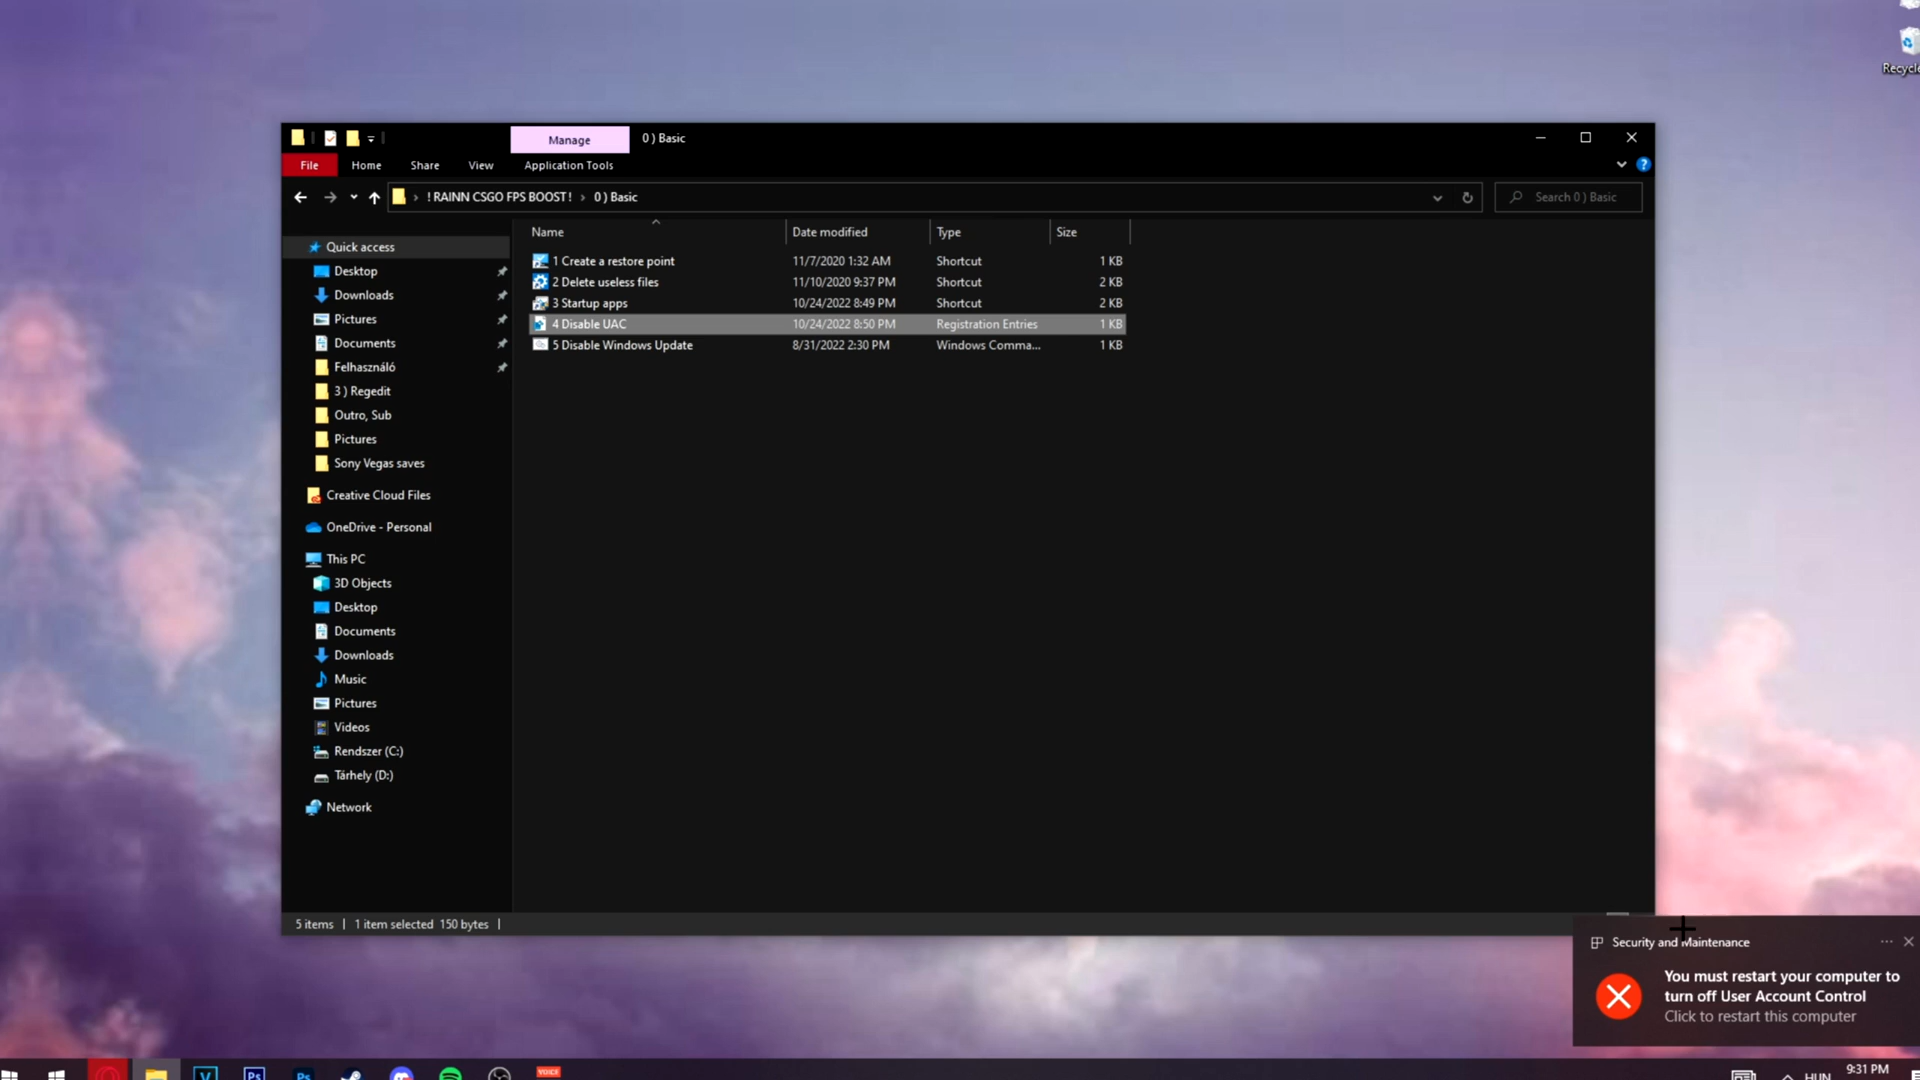 Recycle
Manage
0 ) Basic
File
Home
Share
View
Application Tools
! RAINN CSGO FPS BOOST !
0 ) Basic
Search 0 ) Basic
Name
Date modified
Type
Size
1 Create a restore point
11/7/2020 1:32 AM
Shortcut
1 KB
2 Delete useless files
11/10/2020 9:37 PM
Shortcut
2 KB
3 Startup apps
10/24/2022 8:49 PM
Shortcut
2 KB
4 Disable UAC
10/24/2022 8:50 PM
Registration Entries
1 KB
5 Disable Windows Update
8/31/2022 2:30 PM
Windows Comma...
1 KB
Quick access
Desktop
Downloads
Pictures
Documents
Felhasználó
3 ) Regedit
Outro, Sub
Pictures
Sony Vegas saves
Creative Cloud Files
OneDrive - Personal
This PC
3D Objects
Desktop
Documents
Downloads
Music
Pictures
Videos
Rendszer (C:)
Tárhely (D:)
Network
5 items
1 item selected 150 bytes
Security and Maintenance
You must restart your computer to
turn off User Account Control
Click to restart this computer
V
Ps
Ps
VOICE
HUN
9:31 PM